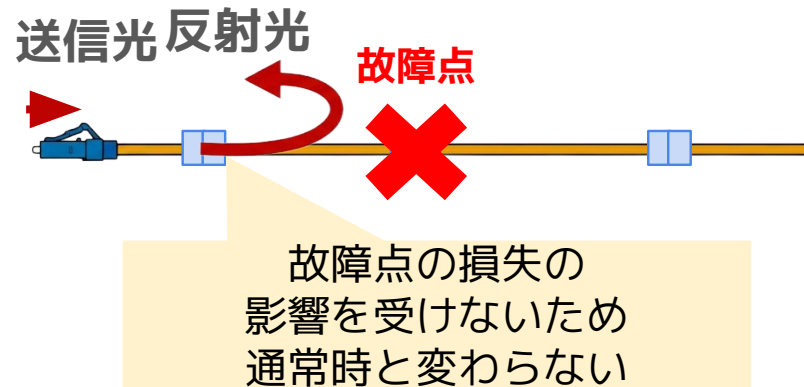 送信光
反射光
故障点
故障点の損失の
影響を受けないため
通常時と変わらない